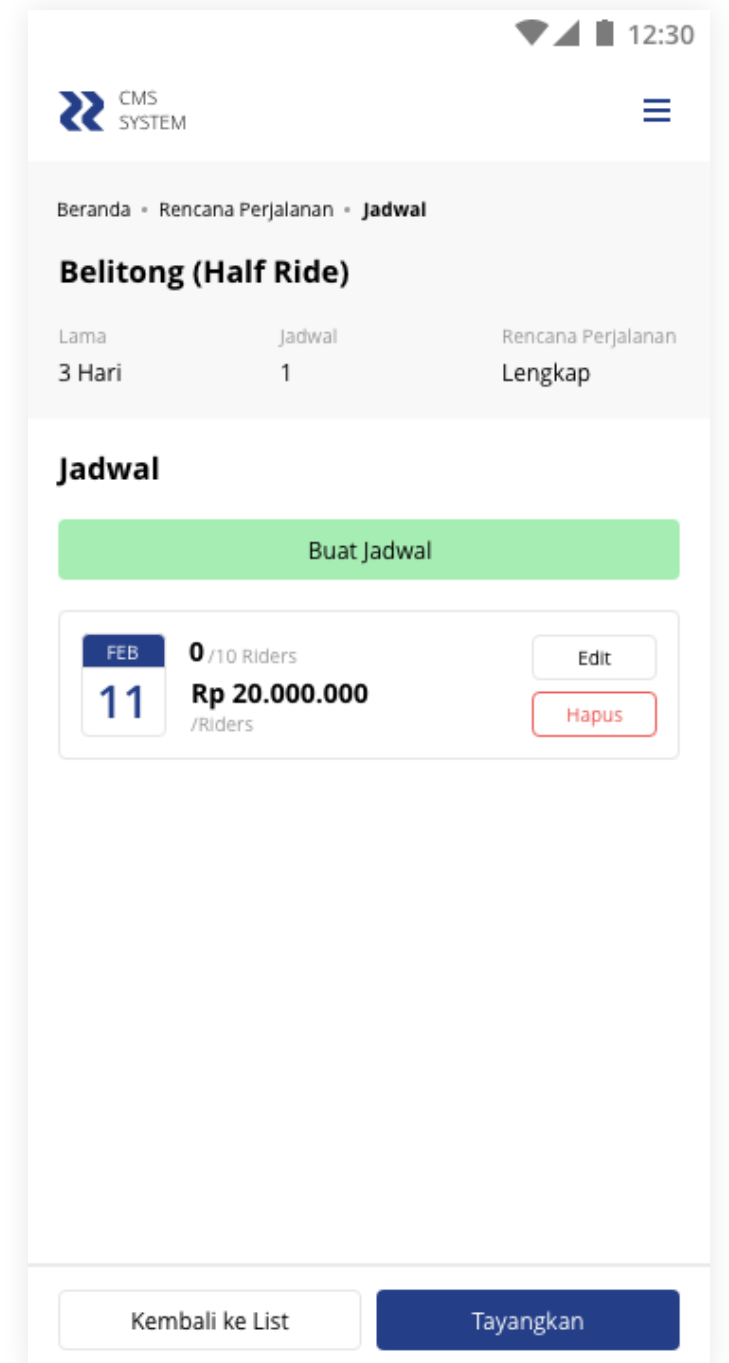 12:30
CMS
SYSTEM
Beranda • Rencana Perjalanan • Jadwal
Belitong (Half Ride)
Lama Jadwal Rencana Perjalanan
3 Hari 1 Lengkap
Jadwal
Buat Jadwal
FEB
11
0 /10 Riders
Rp 20.000.000
/Riders
Edit
Hapus
Kembali ke List
Tayangkan